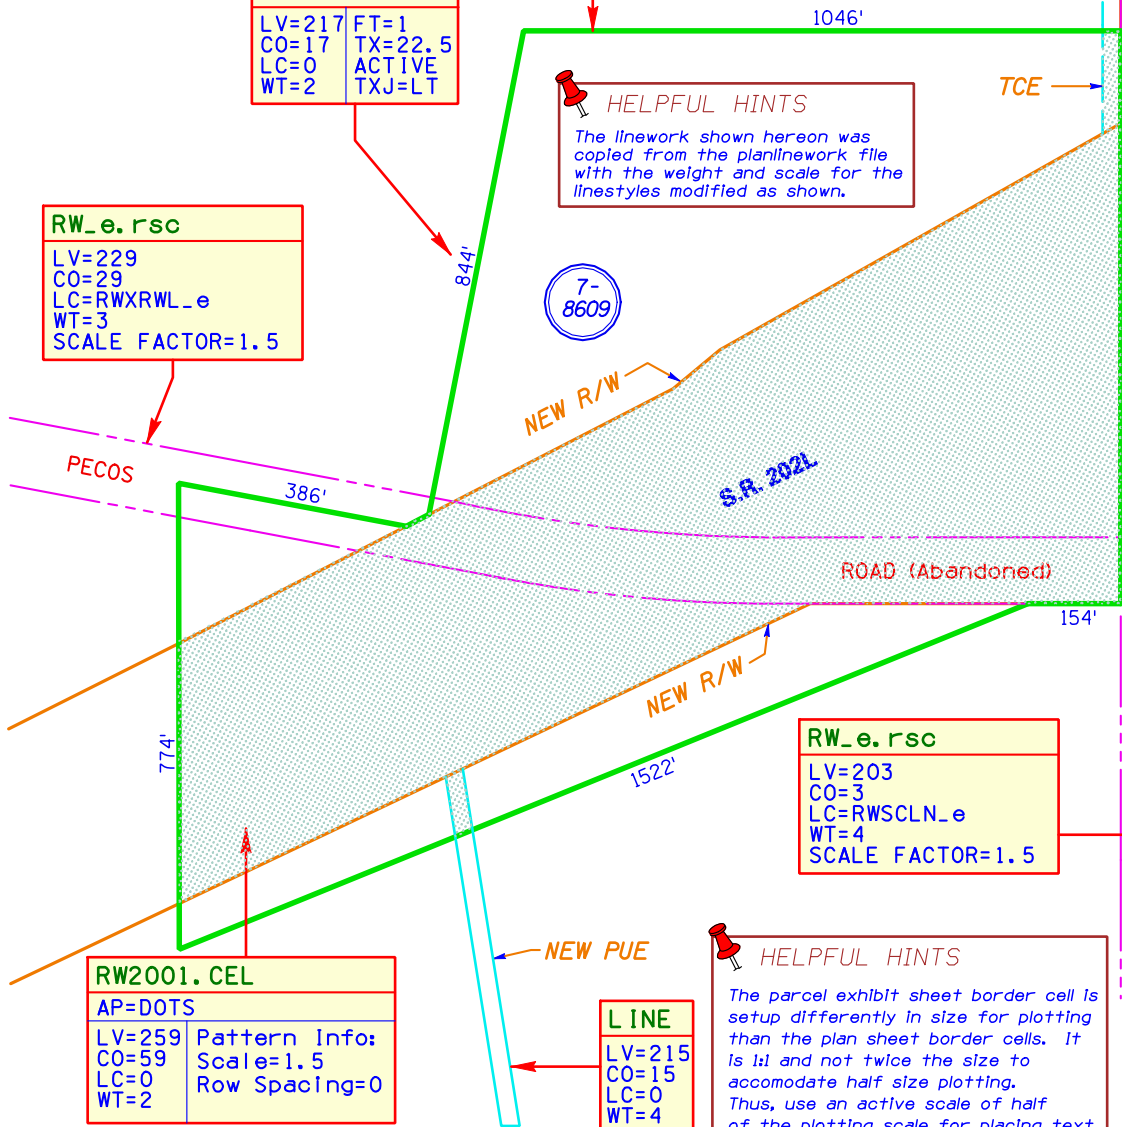 LV=217 FT=1
CO=17 TX=22.5
LC=0 ACTIVE
WT=2 TXJ=LT
1046'
TCE
HELPFUL HINTS
The linework shown hereon was
copied from the planlinework file
with the weight and scale for the
linestyles modified as shown.
RW_e.rsc
LV=229
CO=29
LC=RWXRWL_e
WT=3
SCALE FACTOR=1.5
844'
7-
8609
NEW R/W
PECOS
386'
S.R. 202L
ROAD (Abandoned)
154'
NEW R/W
774'
1522'
RW_e.rsc
LV=203
CO=3
LC=RWSCLN_e
WT=4
SCALE FACTOR=1.5
NEW PUE
RW2001.CEL
AP=DOTS
LV=259 Pattern Info:
CO=59 Scale=1.5
LC=0 Row Spacing=0
WT=2
LINE
LV=215
CO=15
LC=0
WT=4
HELPFUL HINTS
The parcel exhibit sheet border cell is
setup differently in size for plotting
than the plan sheet border cells. It
is 1:1 and not twice the size to
accomodate half size plotting.
Thus, use an active scale of half
of the plotting scale for placing text